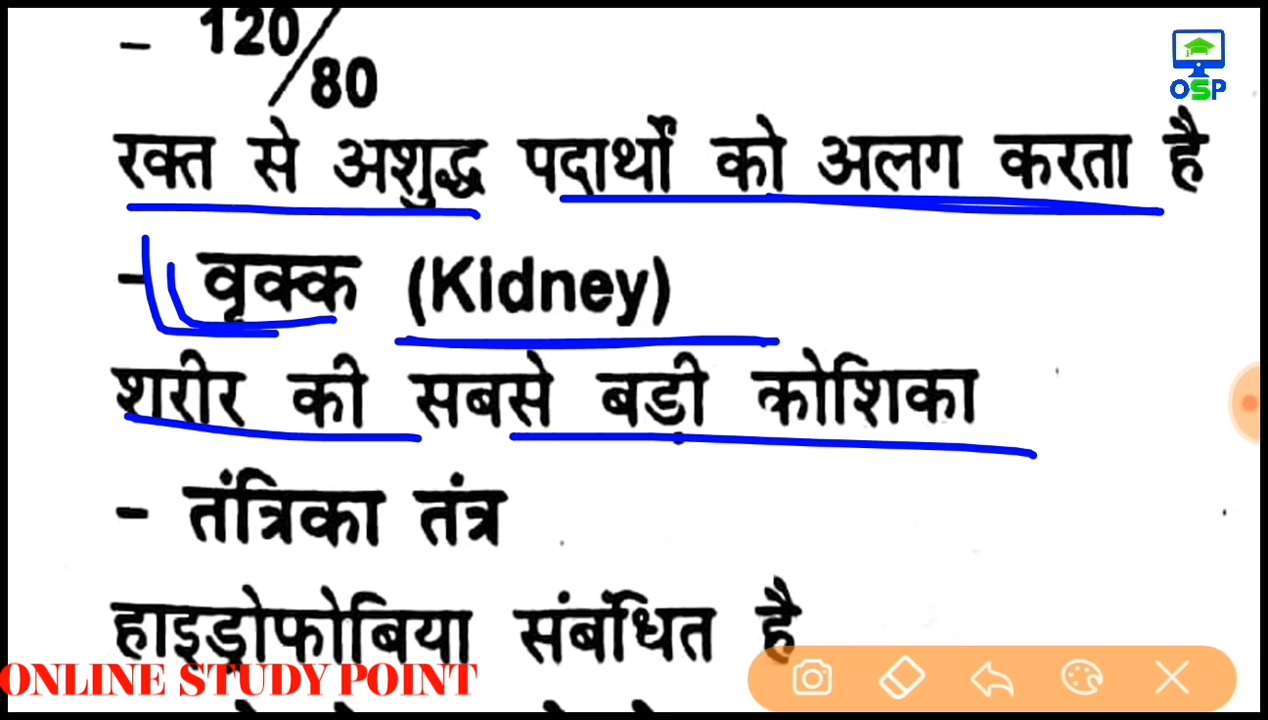 - 120/80
OSP
रक्त से अशुद्ध पदार्थों को अलग करता है
- वृक्क (Kidney)
शरीर की सबसे बड़ी कोशिका
- तंत्रिका तंत्र
हाइड्रोफोबिया संबंधित है
ONLINE STUDY POINT